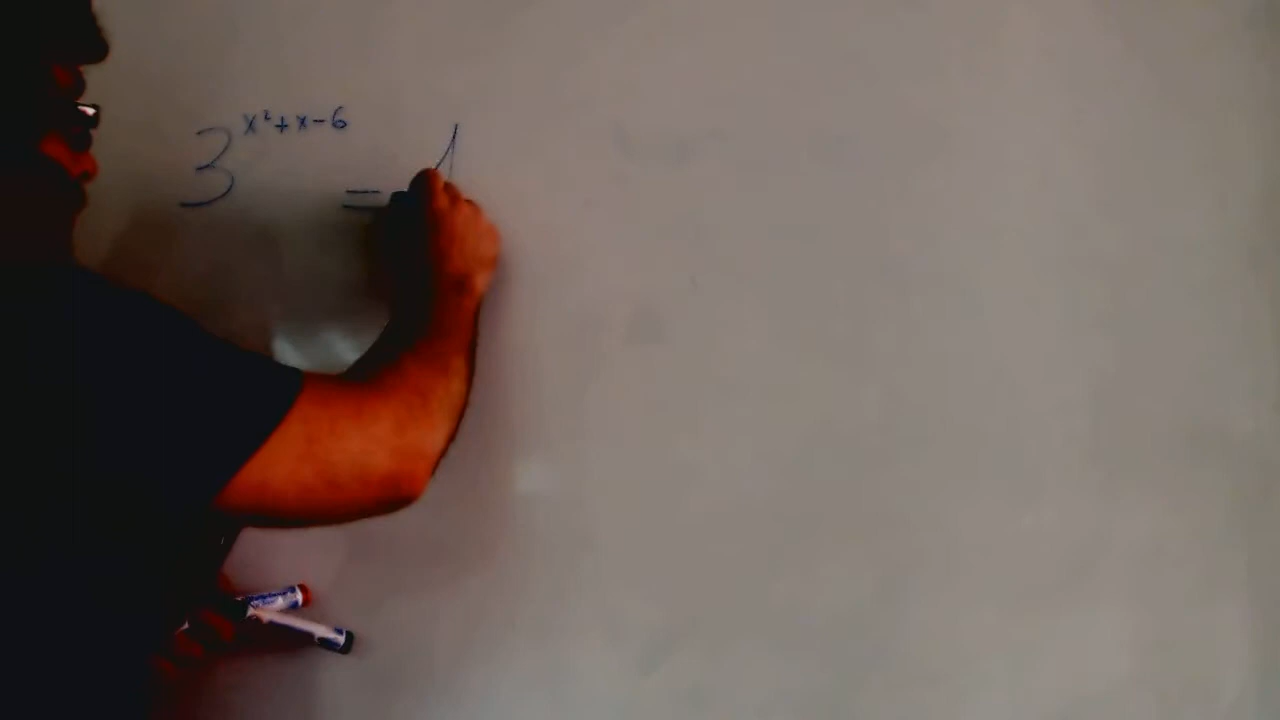 3^{x²+x-6} = 1